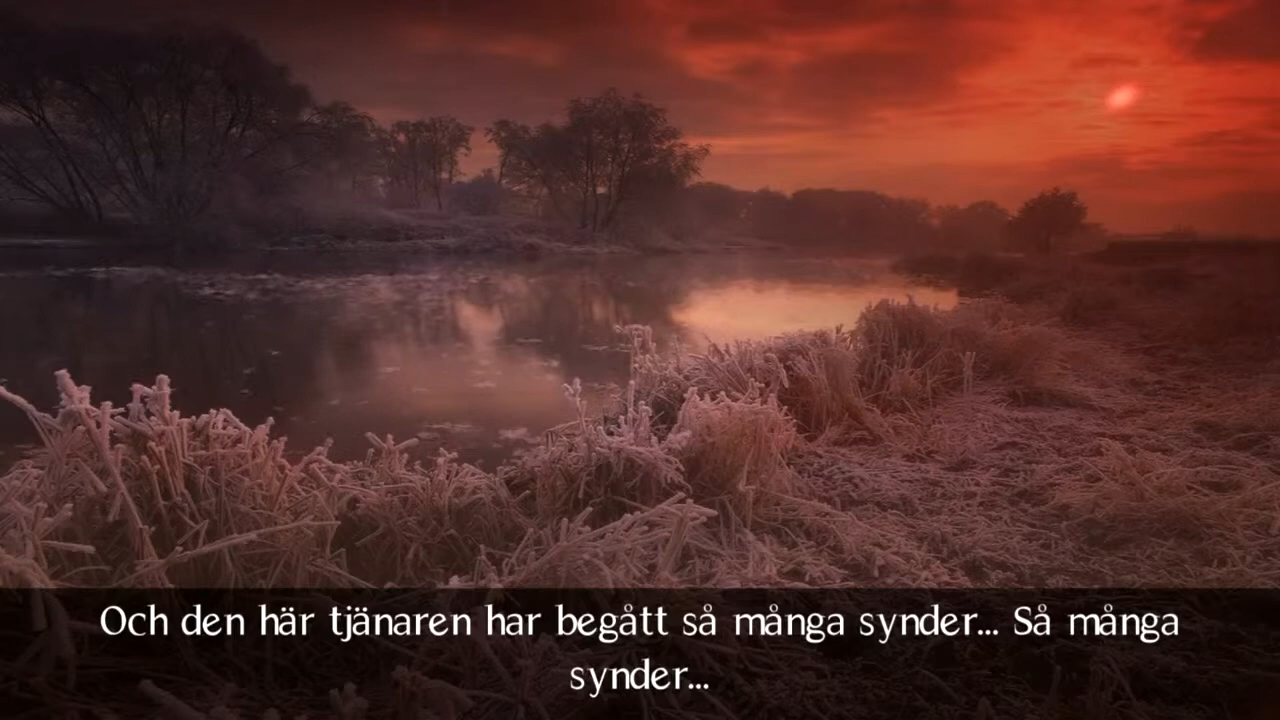 Och den här tjänaren har begått så många synder... Så många
synder...